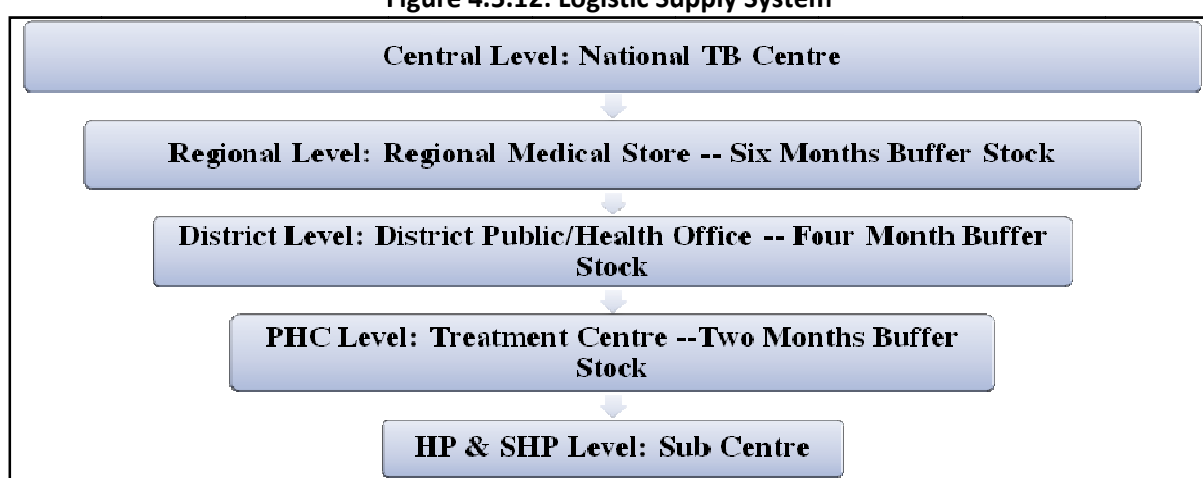 Figure 4.3.12: Logistic Supply System
Central Level: National TB Centre
Regional Level: Regional Medical Store -- Six Months Buffer Stock
District Level: District Public/Health Office -- Four Month Buffer
Stock
PHC Level: Treatment Centre --Two Months Buffer
Stock
HP & SHP Level: Sub Centre